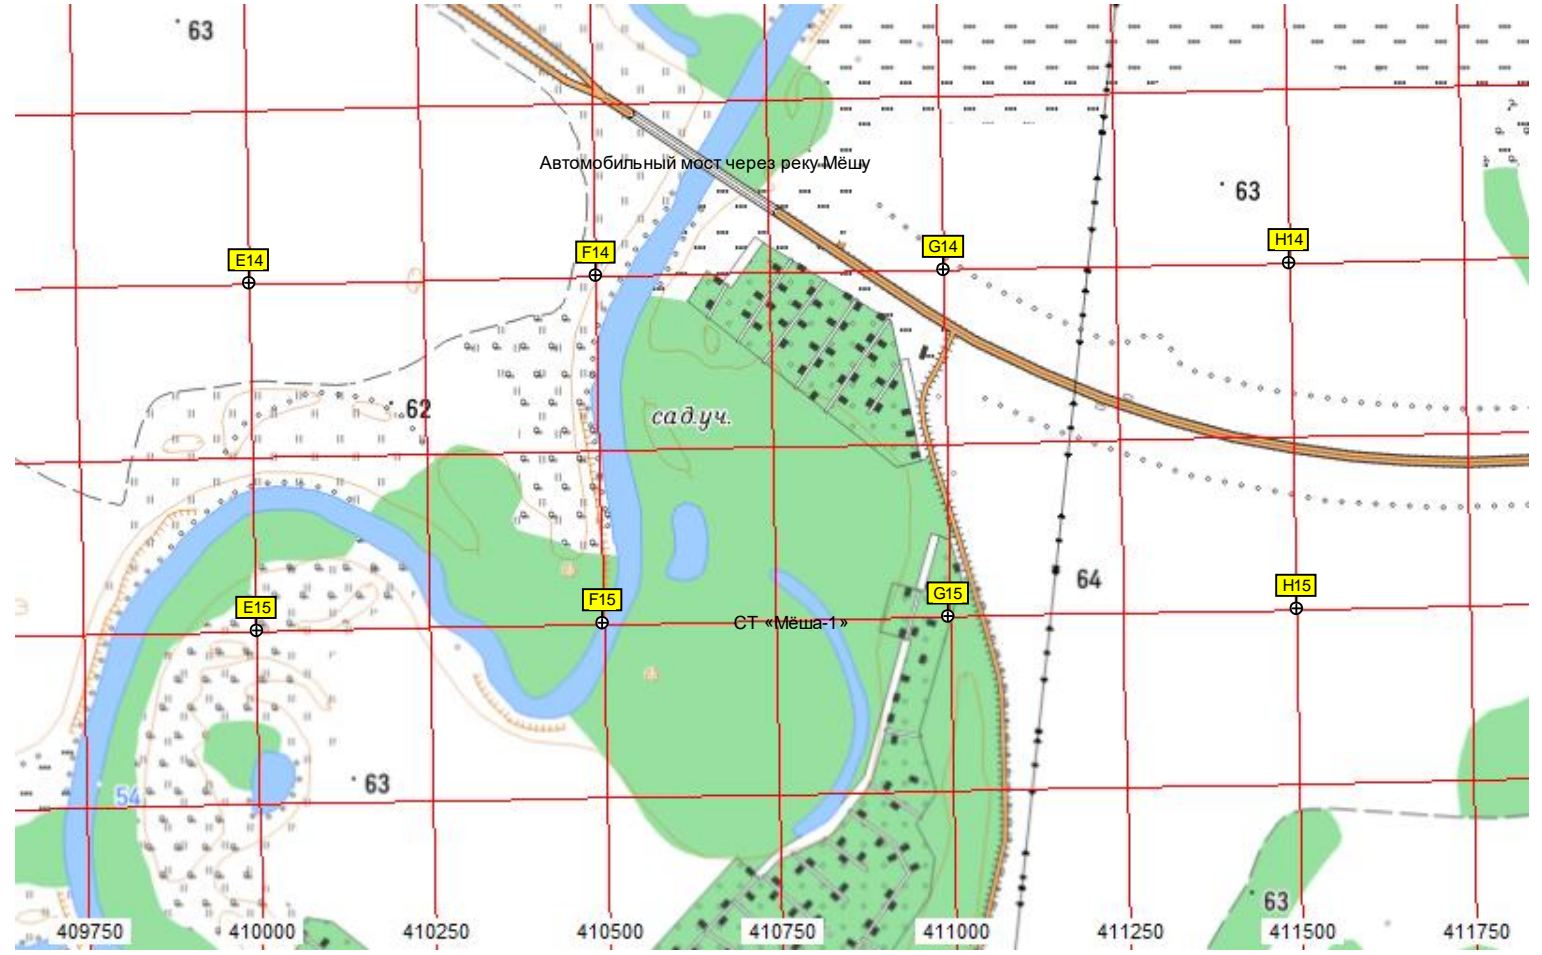 63
Автомобильный мост через реку Мёшу
63
E14
F14
G14
H14
62
сад.уч.
64
E15
F15
G15
H15
СТ «Мёша-1»
54
63
63
409750 410000 410250 410500 410750 411000 411250 411500 411750